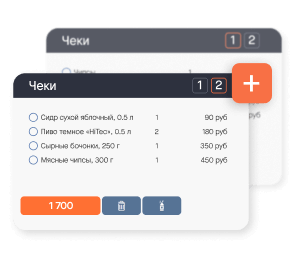 Чеки 1 2
Чипсы 1
руб
Чеки 1 2
Сидр сухой яблочный, 0.5 л 1 90 руб
Пиво темное «HiTec», 0.5 л 2 180 руб
Сырные бочонки, 250 г 1 350 руб
Мясные чипсы, 300 г 1 450 руб
1 700